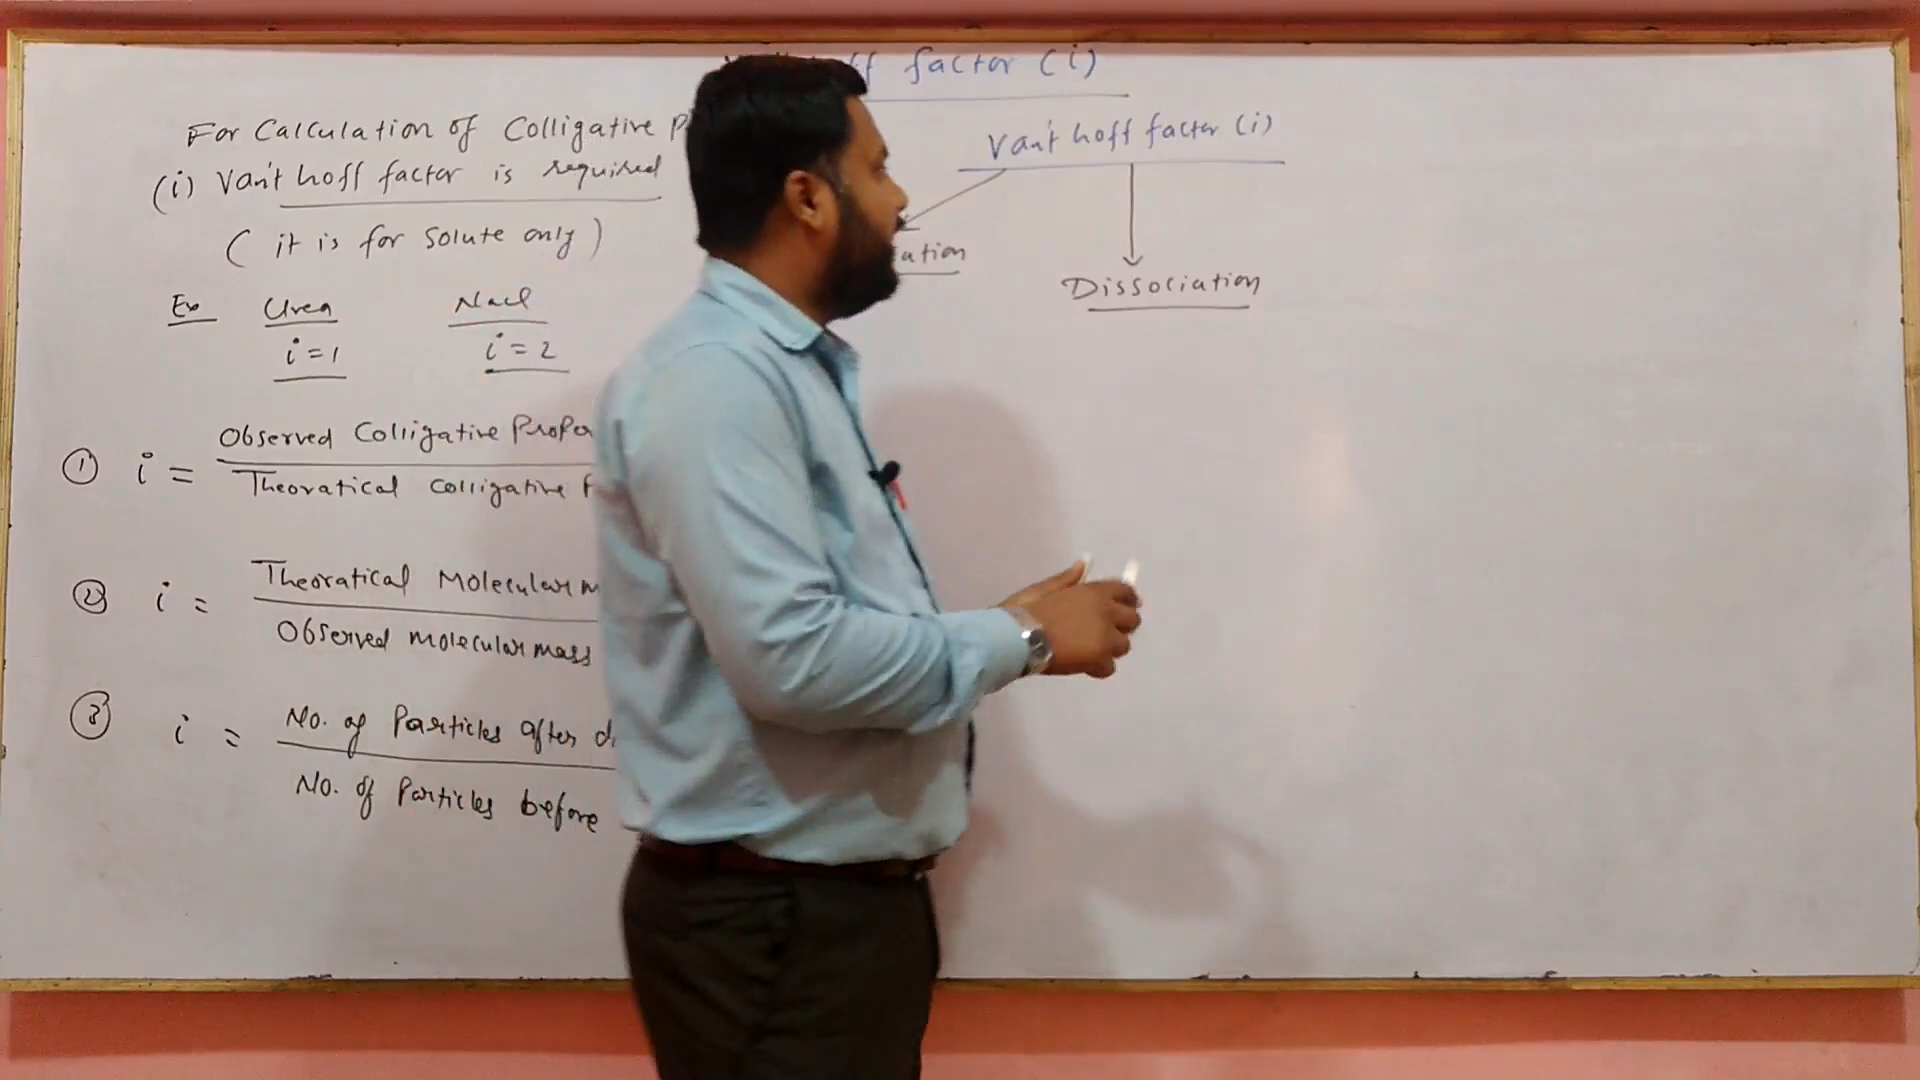 factor (i)
For Calculation of Colligative
(i) Van't hoff factor is required
( it is for Solute only )
Ex Urea NaCl
i = 1 i = 2
① i = Observed Colligative
Theoratical Colligative
② i = Theoratical Molecular
Observed molecular mass
③ i = No. of Particles after
No. of Particles before
Van't hoff factor (i)
Dissociation